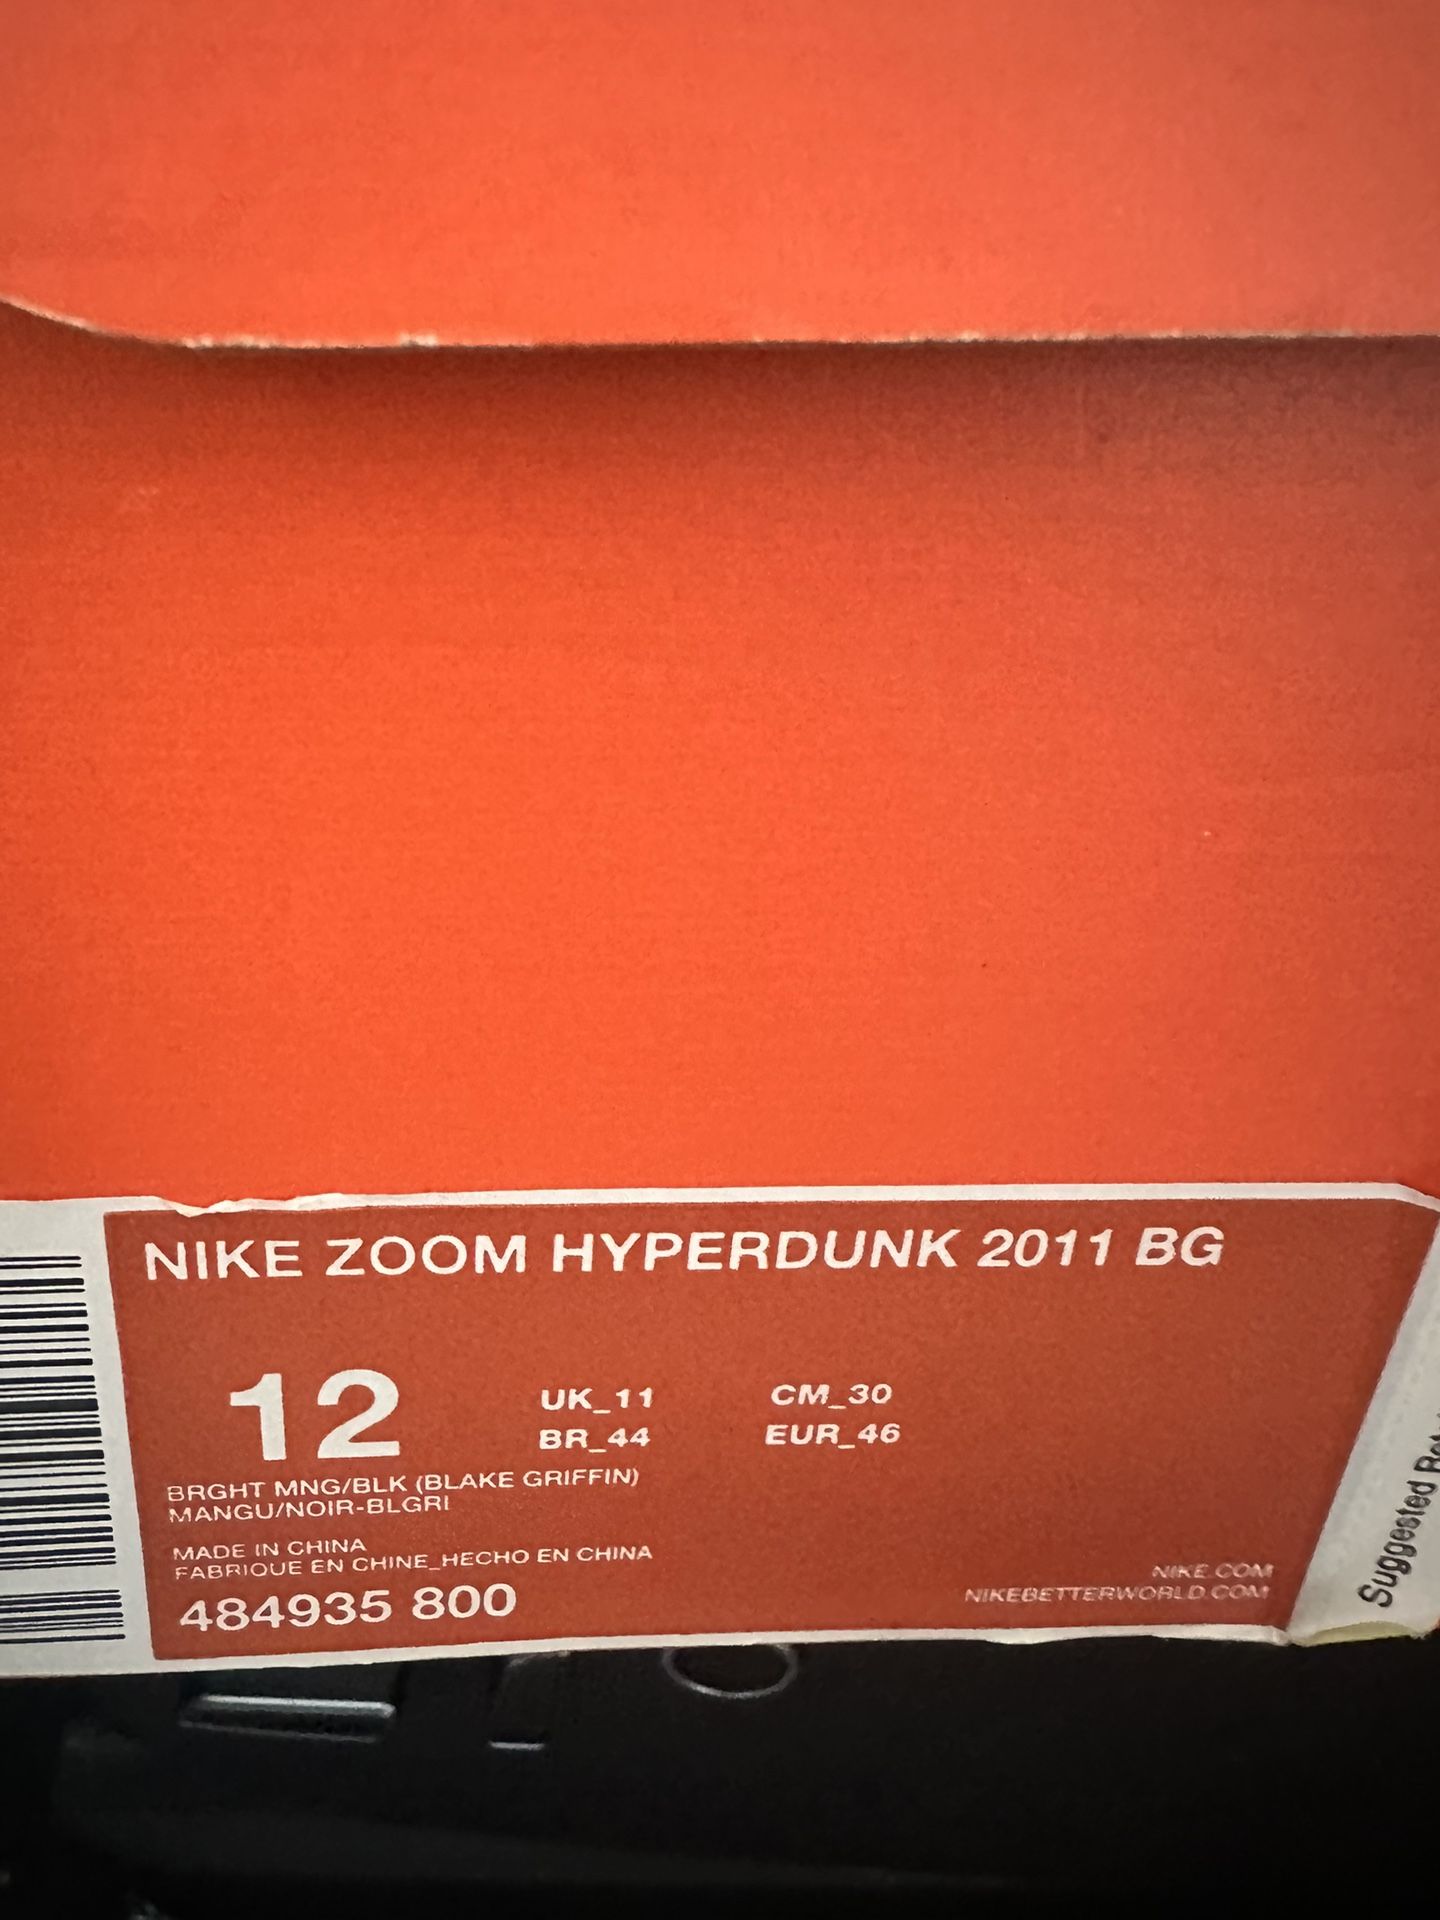 NIKE ZOOM HYPERDUNK 2011 BG
12
UK_11
CM_30
BR_44
EUR_46
BRGHT MNG/BLK (BLAKE GRIFFIN)
MANGU/NOIR-BLGRI
MADE IN CHINA
FABRIQUE EN CHINE_HECHO EN CHINA
484935 800
NIKE.COM
NIKEBETTERWORLD.COM
Suggested